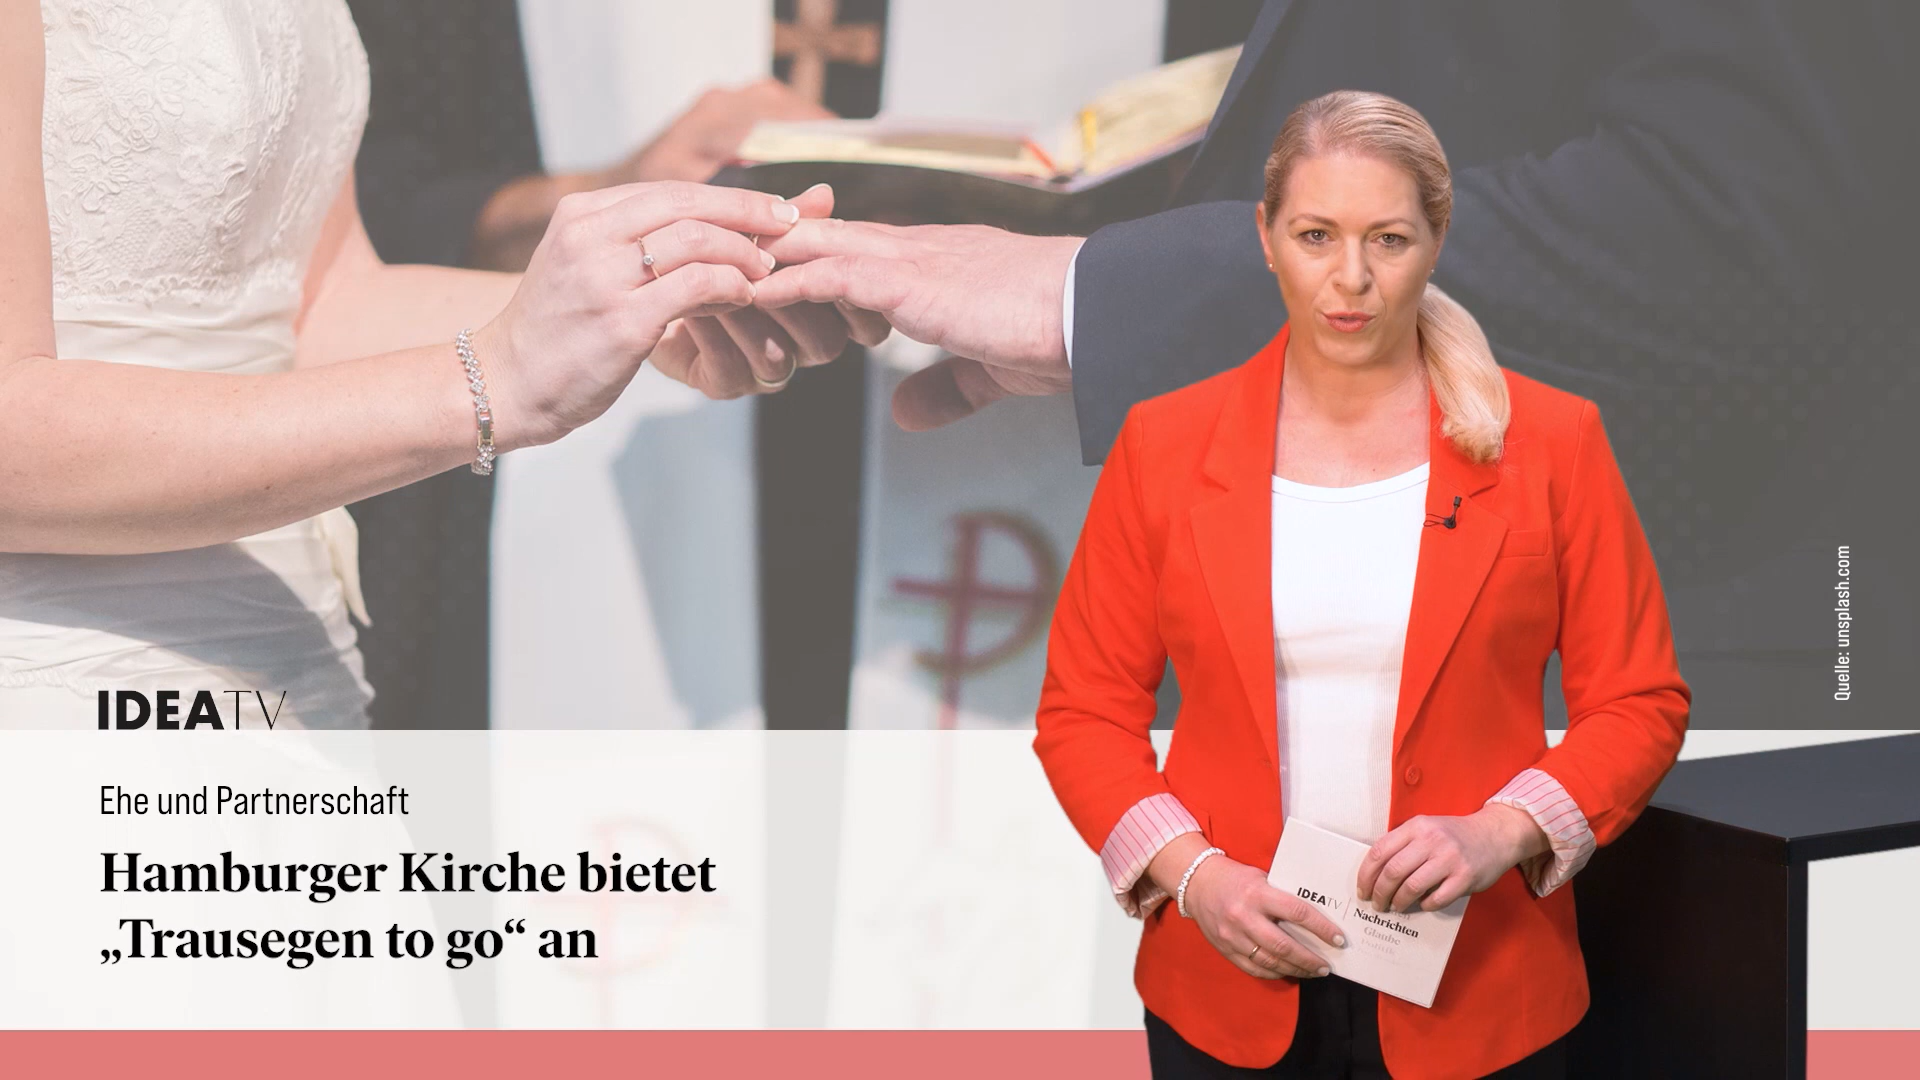 IDEATV
Ehe und Partnerschaft
Hamburger Kirche bietet
„Trausegen to go“ an
Quelle: unsplash.com
IDEATV
Nachrichten
Glaube